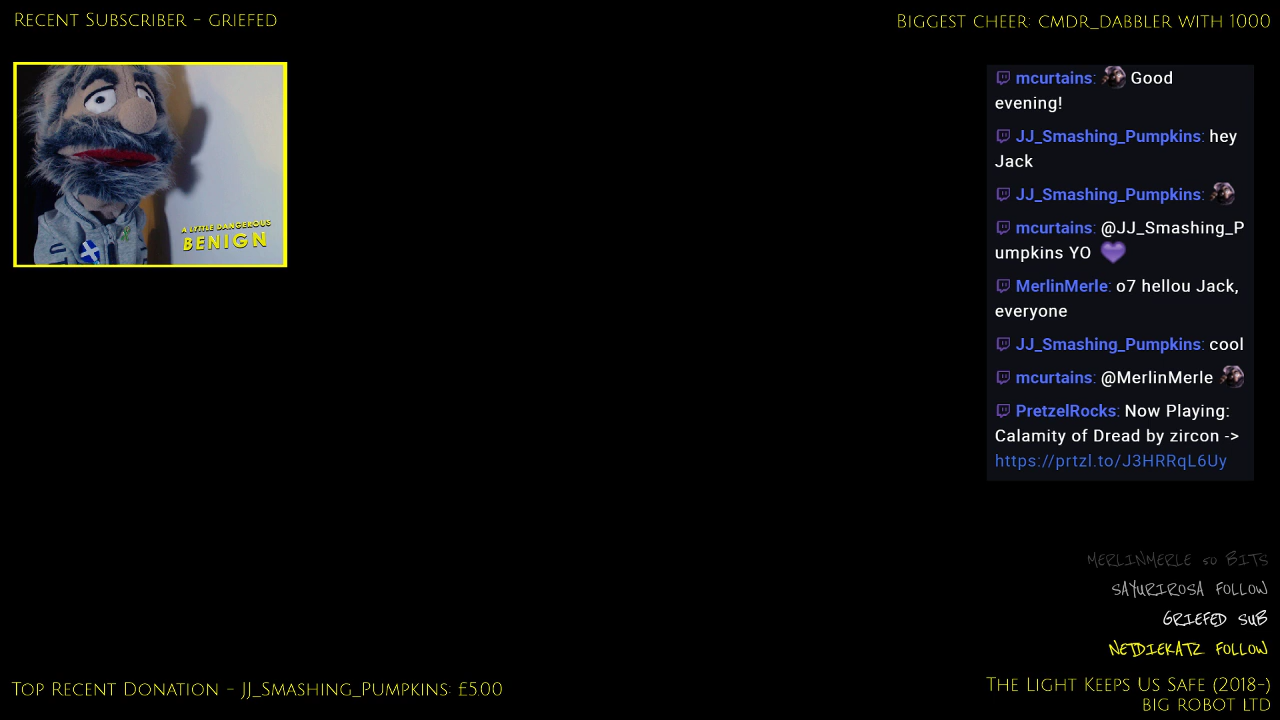 Recent Subscriber - griefed
Biggest cheer: cmdr_dabbler with 1000
A LYTTLE DANGEROUS
BENIGN
mcurtains: Good
evening!
JJ_Smashing_Pumpkins: hey
Jack
JJ_Smashing_Pumpkins:
mcurtains: @JJ_Smashing_P
umpkins YO
MerlinMerle: o7 hellou Jack,
everyone
JJ_Smashing_Pumpkins: cool
mcurtains: @MerlinMerle
PretzelRocks: Now Playing:
Calamity of Dread by zircon ->
https://prtzl.to/J3HRRqL6Uy
MERLINMERLE 50 BITS
SAYURIROSA FOLLOW
GRIEFED SUB
NETDIEKATZ FOLLOW
Top Recent Donation - JJ_Smashing_Pumpkins: £5.00
The Light Keeps Us Safe (2018-)
BIG ROBOT LTD